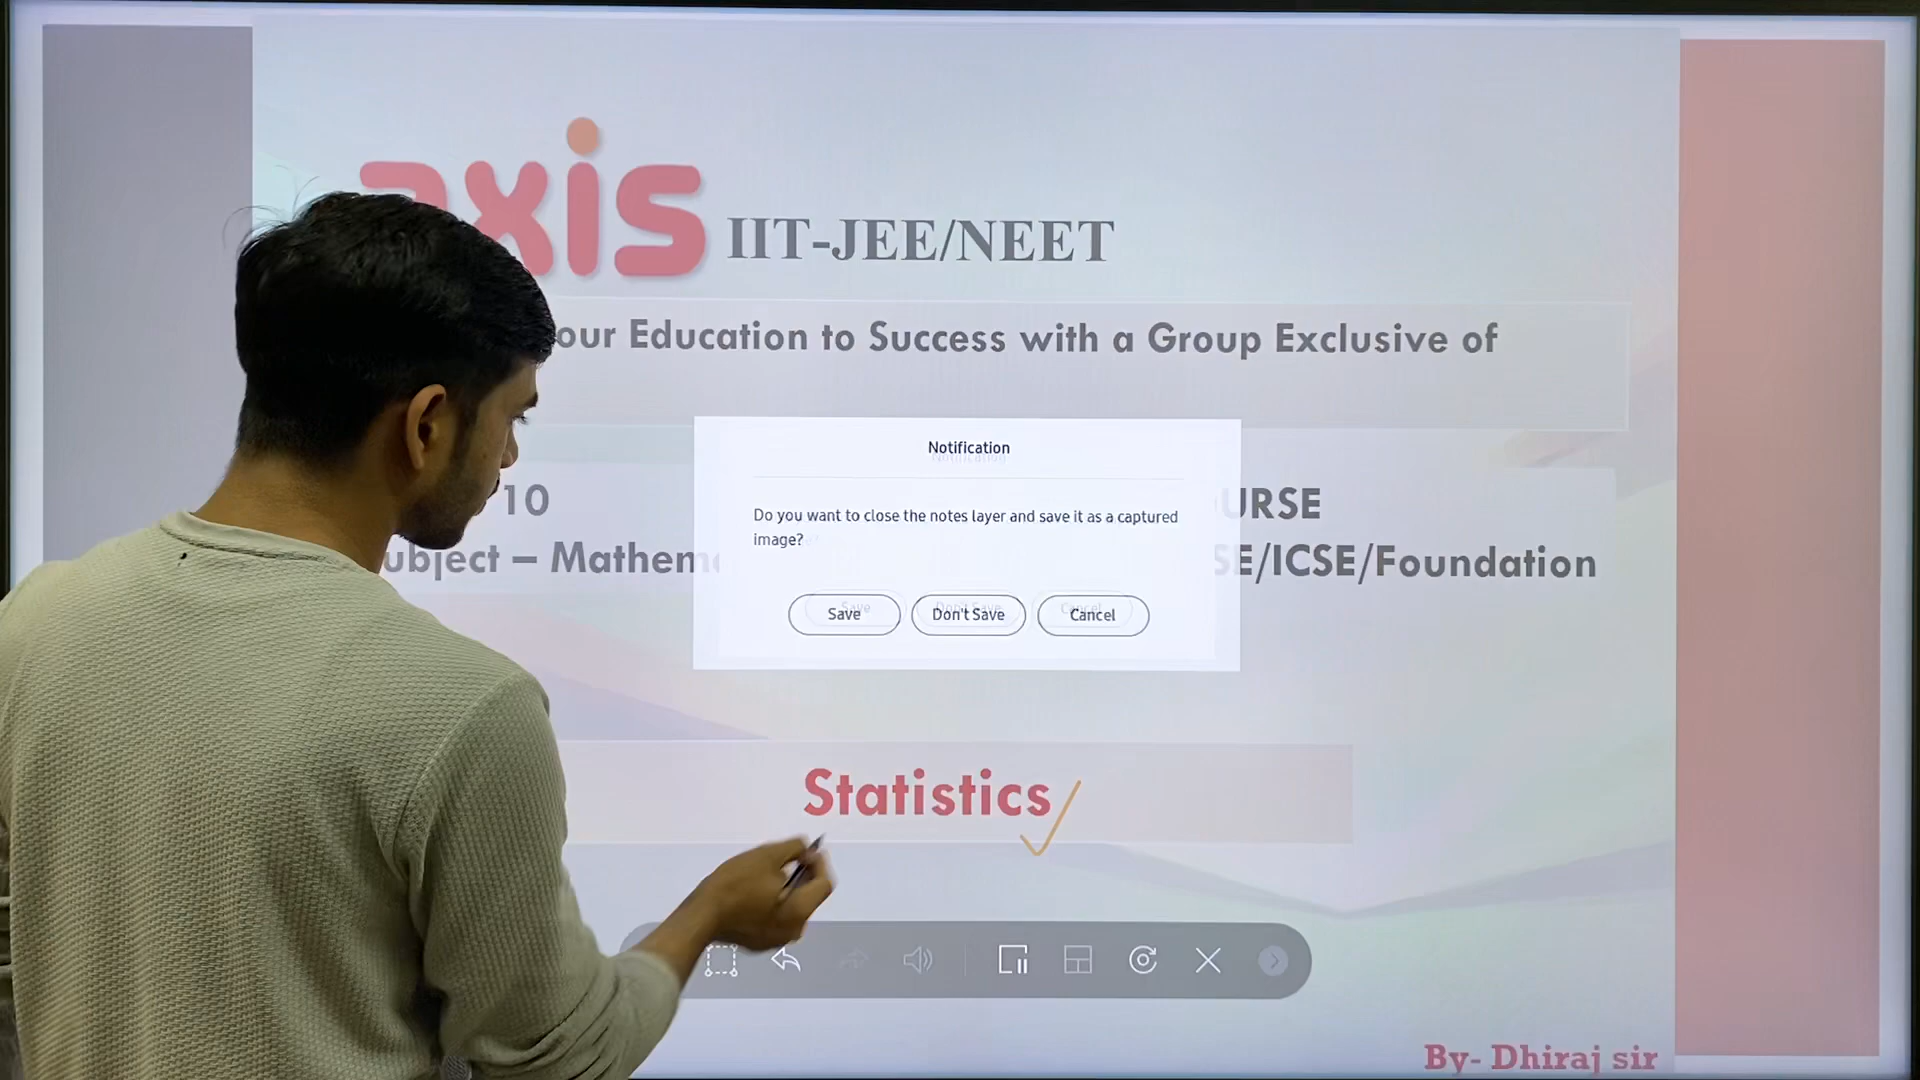 axis IIT-JEE/NEET
our Education to Success with a Group Exclusive of
Notification
Do you want to close the notes layer and save it as a captured
image?
10
URSE
ubject – Mathem
SE/ICSE/Foundation
Save Don't Save Cancel
Statistics
By- Dhiraj sir